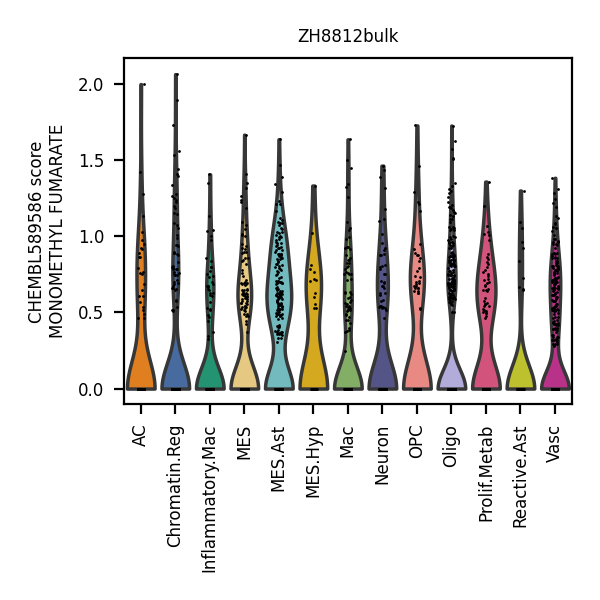 ZH8812bulk
CHEMBL589586 score
MONOMETHYL FUMARATE
2.0
1.5
1.0
0.5
0.0
AC
Chromatin.Reg
Inflammatory.Mac
MES
MES.Ast
MES.Hyp
Mac
Neuron
OPC
Oligo
Prolif.Metab
Reactive.Ast
Vasc